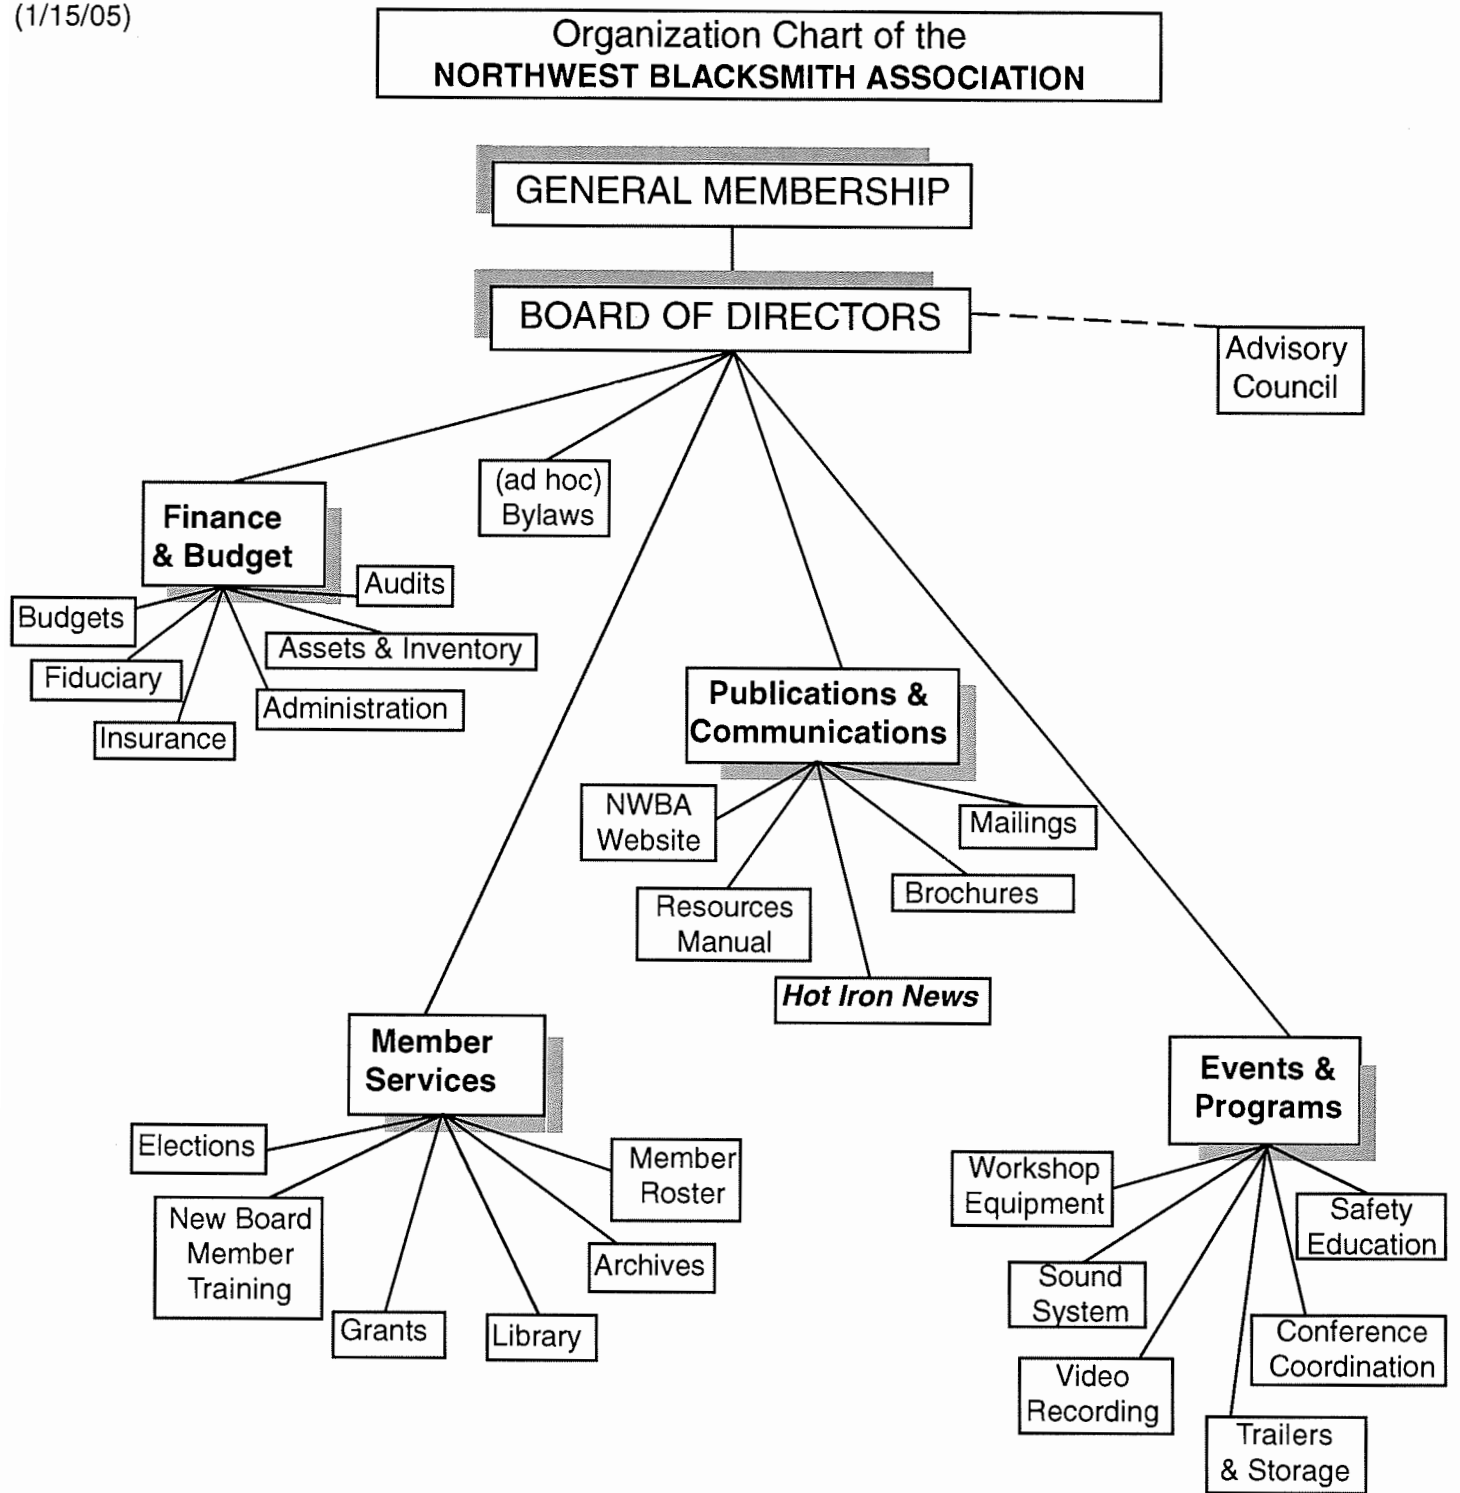 (1/15/05)
Organization Chart of the
NORTHWEST BLACKSMITH ASSOCIATION
GENERAL MEMBERSHIP
BOARD OF DIRECTORS
Advisory
Council
(ad hoc)
Bylaws
Finance
& Budget
Audits
Budgets
Assets & Inventory
Fiduciary
Administration
Insurance
Publications &
Communications
NWBA
Website
Mailings
Brochures
Resources
Manual
Hot Iron News
Member
Services
Elections
Member
Roster
New Board
Member
Training
Archives
Grants
Library
Events &
Programs
Workshop
Equipment
Safety
Education
Sound
System
Conference
Coordination
Video
Recording
Trailers
& Storage